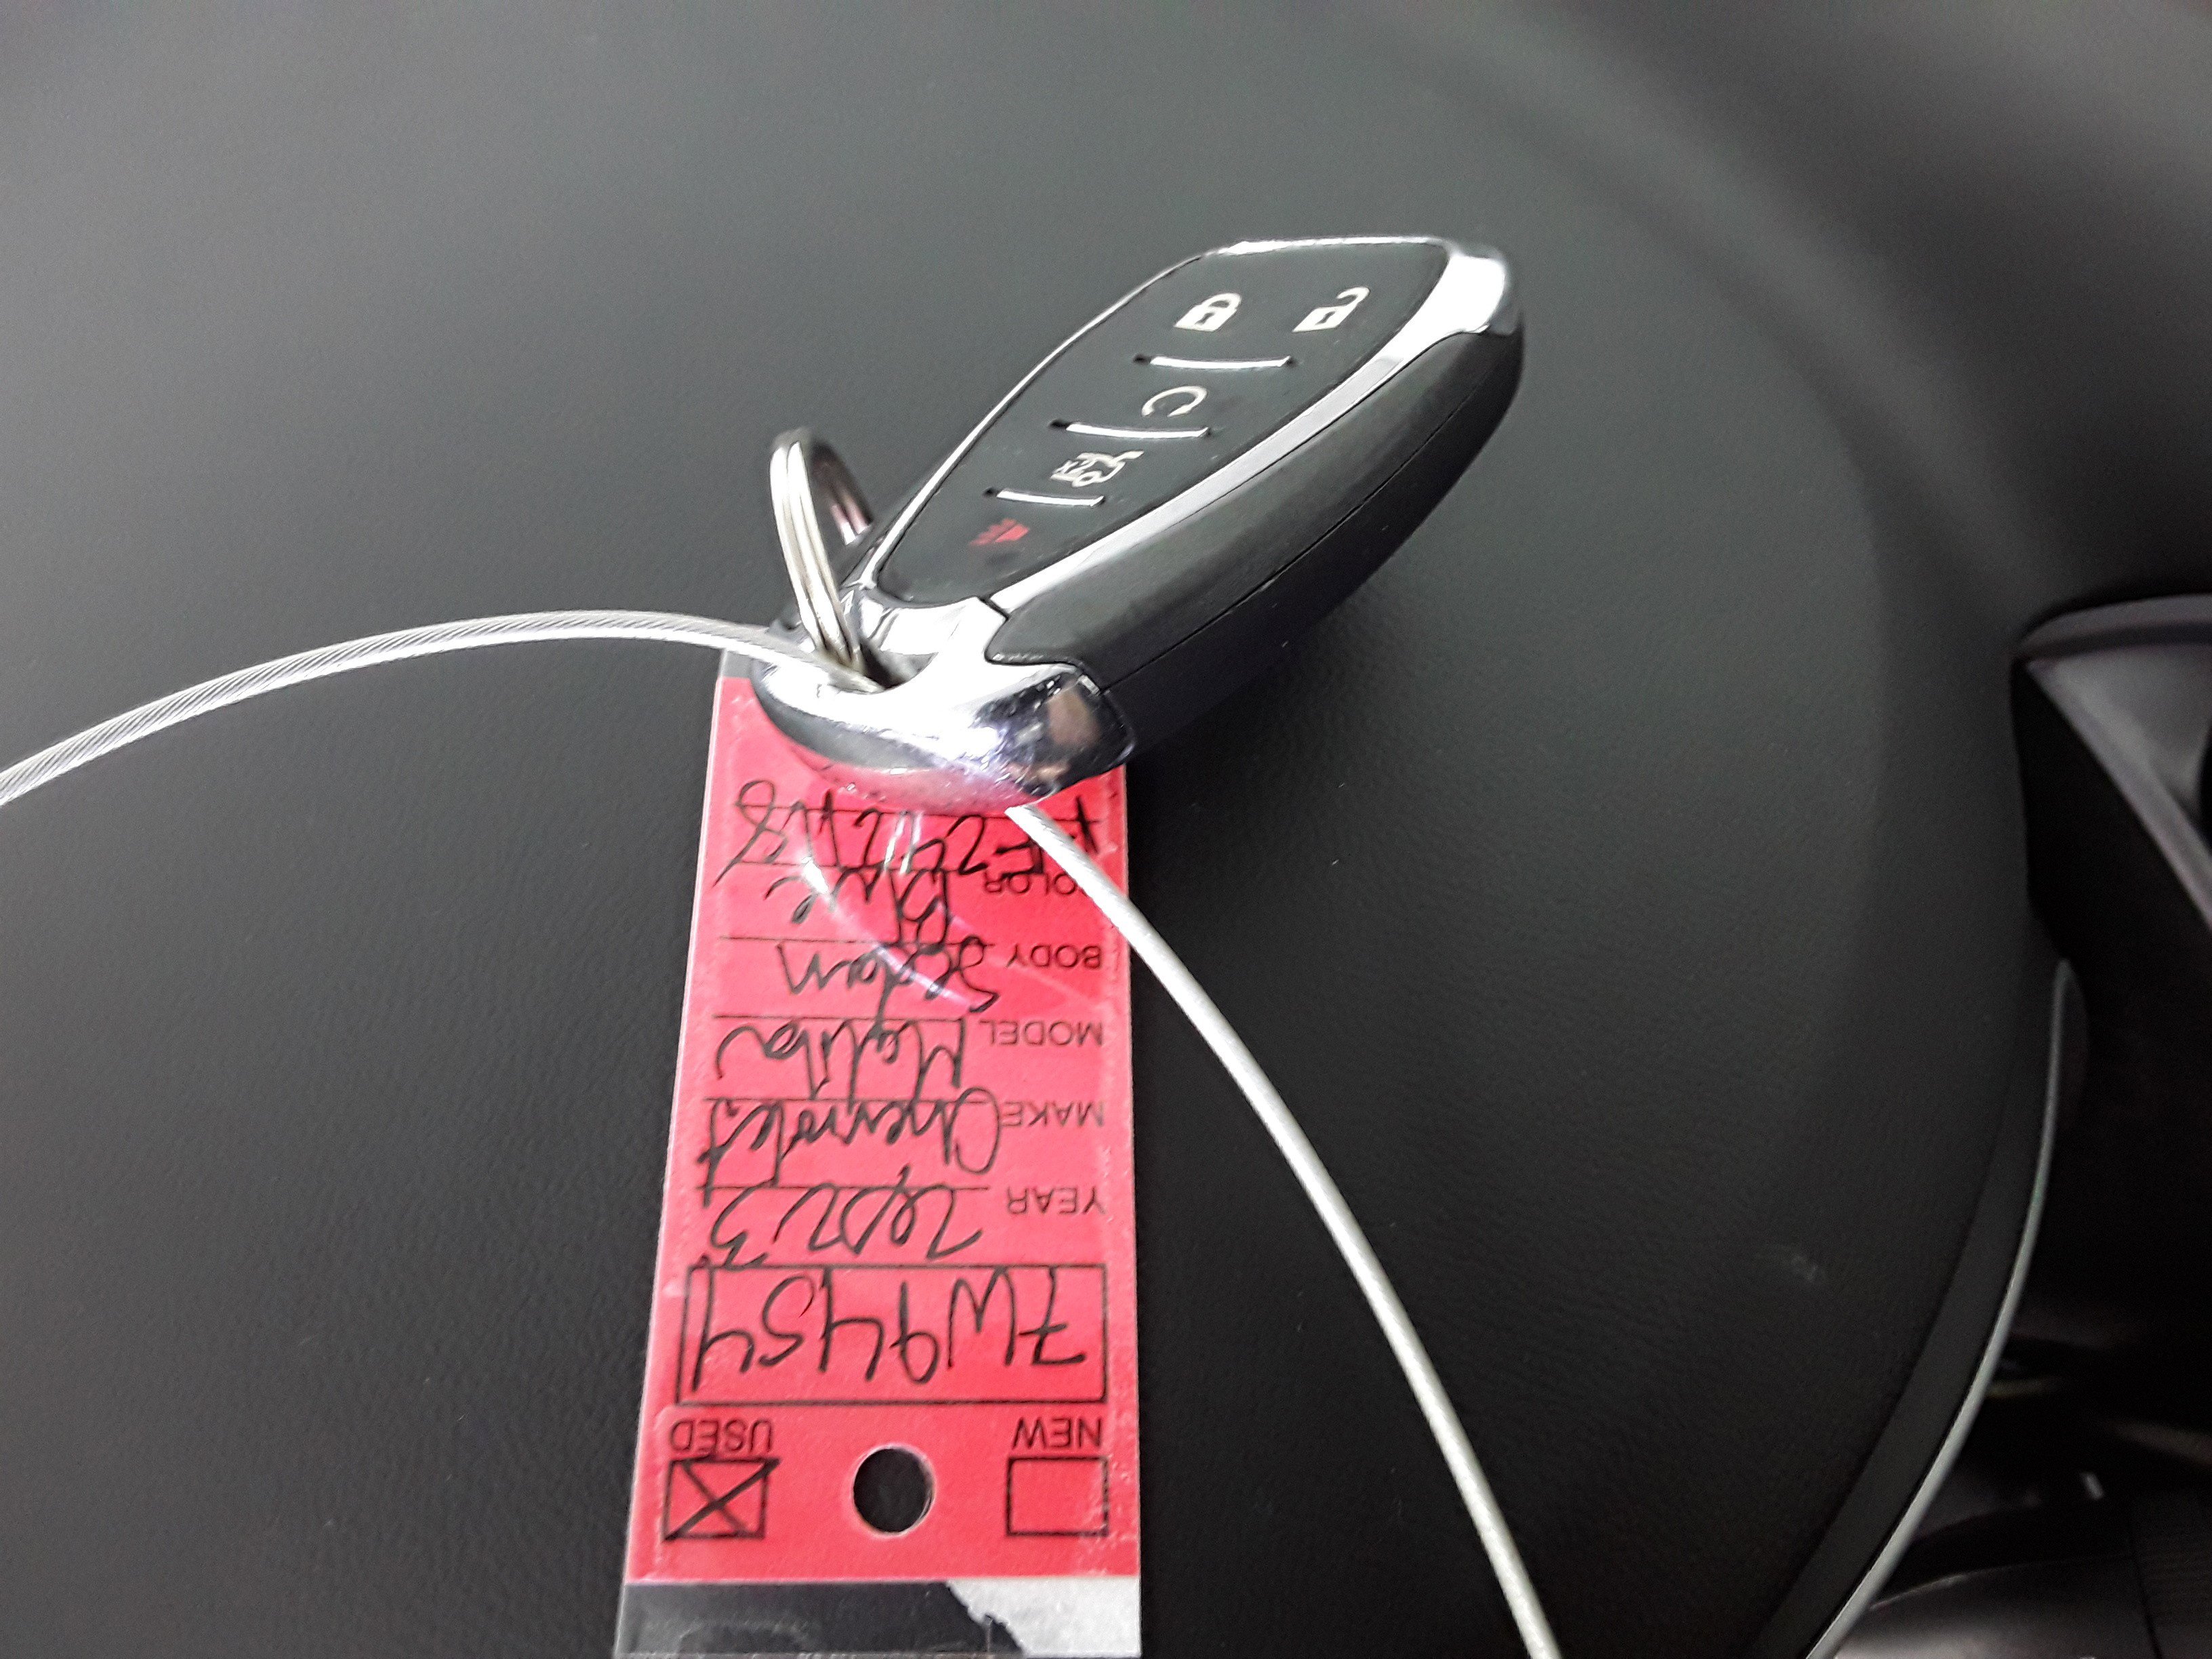 NEW USED
7W9454
YEAR 2023
MAKE Chevrolet
MODEL Malibu
BODY Sedan
COLOR Blue